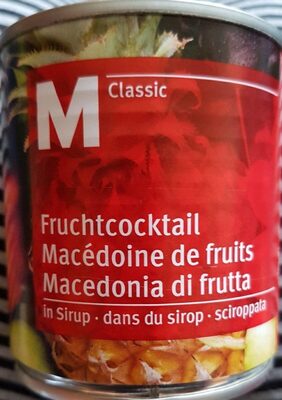 M Classic
Fruchtcocktail
Macédoine de fruits
Macedonia di frutta
in Sirup · dans du sirop · sciroppata